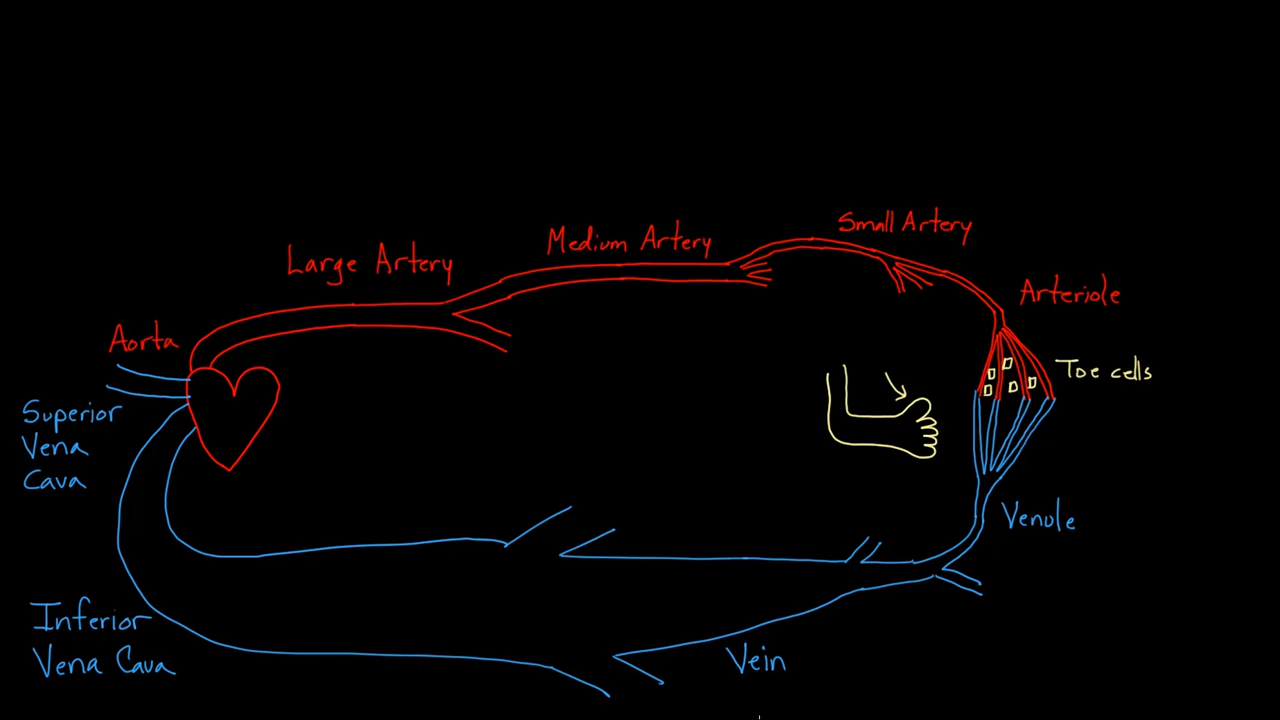 Small Artery
Medium Artery
Large Artery
Arteriole
Aorta
Toe cells
Superior
Vena
Cava
Venule
Inferior
Vena Cava
Vein